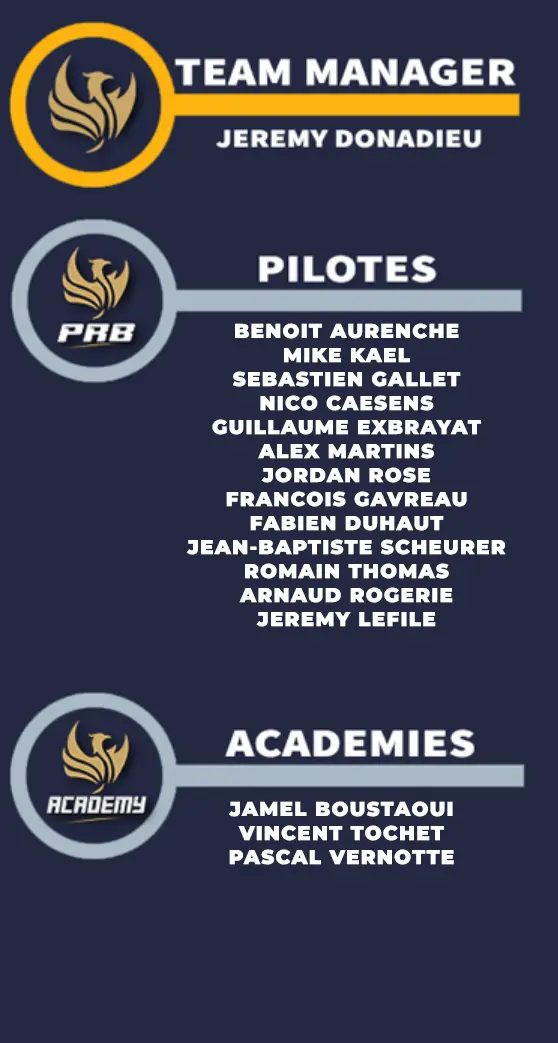 TEAM MANAGER
JEREMY DONADIEU
PILOTES
PRB
BENOIT AURENCHE
MIKE KAEL
SEBASTIEN GALLET
NICO CAESENS
GUILLAUME EXBRAYAT
ALEX MARTINS
JORDAN ROSE
FRANCOIS GAVREAU
FABIEN DUHAUT
JEAN-BAPTISTE SCHEURER
ROMAIN THOMAS
ARNAUD ROGERIE
JEREMY LEFILE
ACADEMIES
ACADEMY
JAMEL BOUSTAOUI
VINCENT TOCHET
PASCAL VERNOTTE